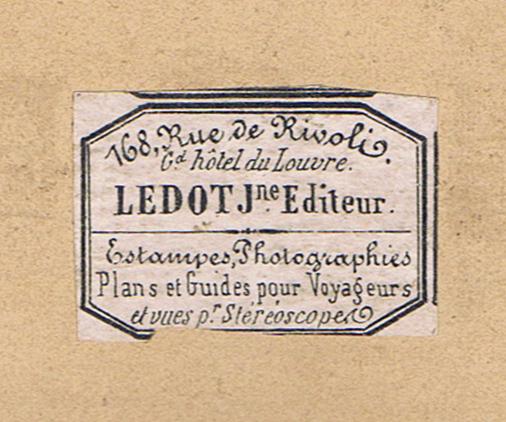 168, Rue de Rivoli.
Gd hôtel du Louvre.
LEDOT Jne Editeur.
Estampes, Photographies
Plans et Guides pour Voyageurs
et vues pr. Stéréoscopes